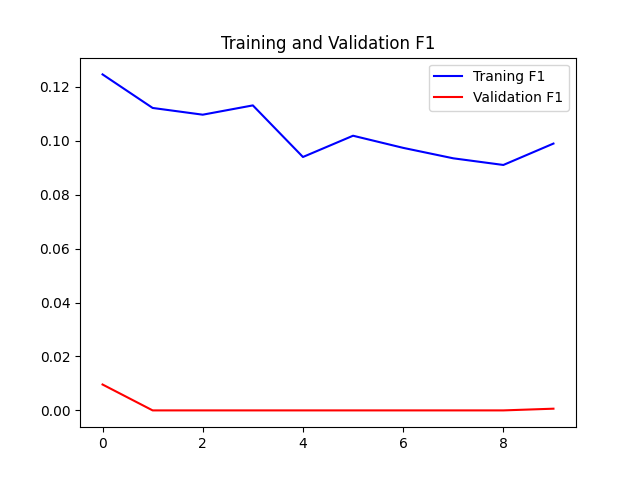 Training and Validation F1
Traning F1
Validation F1
0.12
0.10
0.08
0.06
0.04
0.02
0.00
0 2 4 6 8